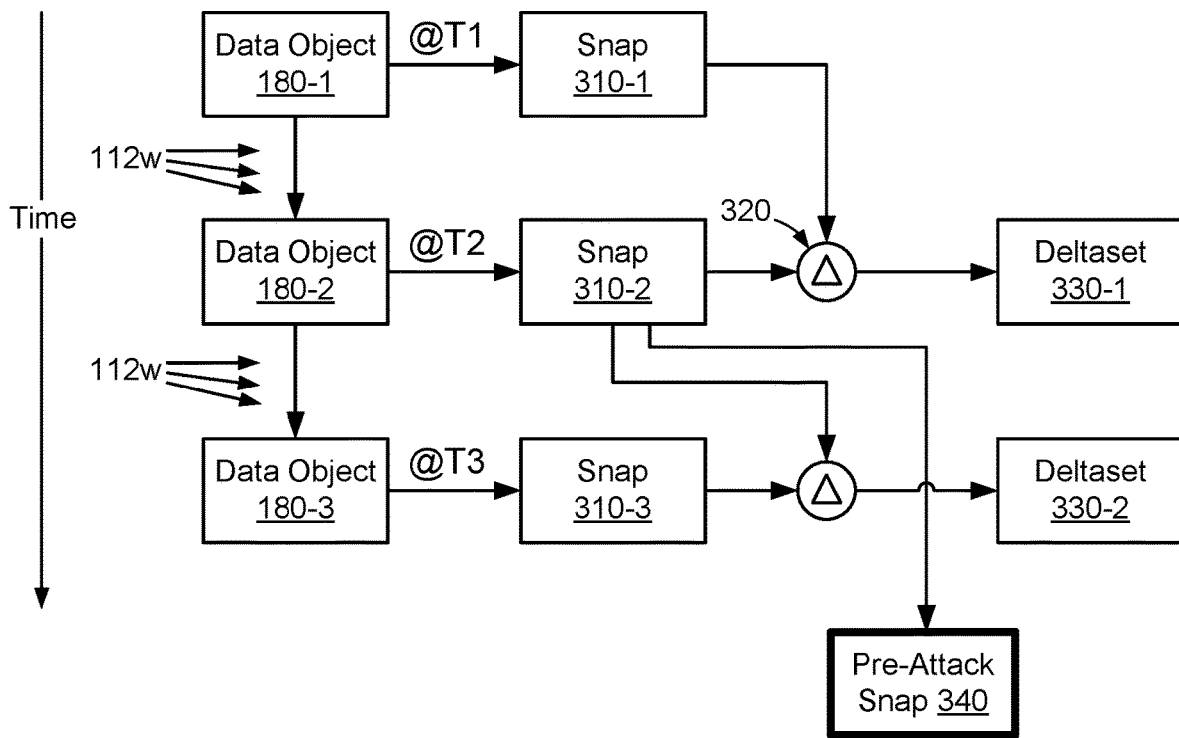 Data Object
180-1
@T1
Snap
310-1
112w
Time
Data Object
180-2
@T2
Snap
310-2
320
Δ
Deltaset
330-1
112w
Data Object
180-3
@T3
Snap
310-3
Δ
Deltaset
330-2
Pre-Attack
Snap 340